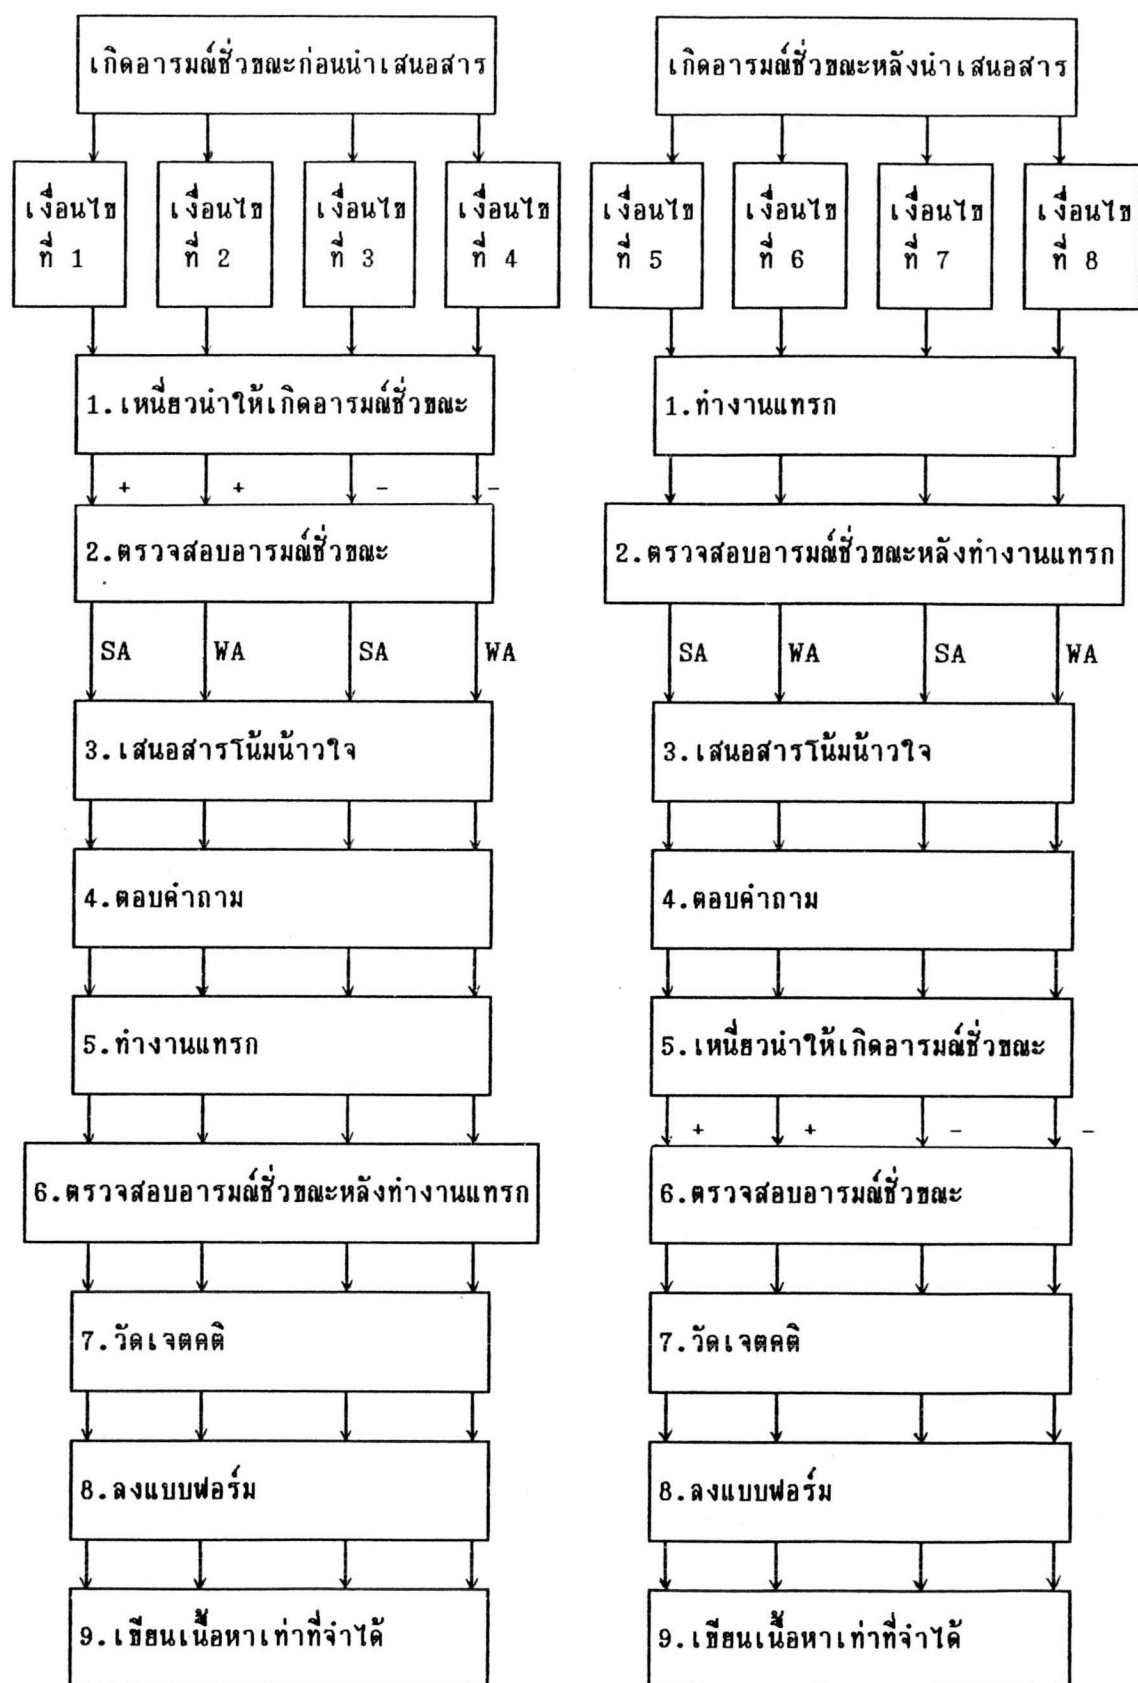 เกิดอารมณ์ชั่วขณะก่อนนำเสนอสาร
เงื่อนไข
ที่ 1
เงื่อนไข
ที่ 2
เงื่อนไข
ที่ 3
เงื่อนไข
ที่ 4
1.เหนี่ยวนำให้เกิดอารมณ์ชั่วขณะ
+ + - -
2.ตรวจสอบอารมณ์ชั่วขณะ
SA WA SA WA
3.เสนอสารโน้มน้าวใจ
4.ตอบคำถาม
5.ทำงานแทรก
6.ตรวจสอบอารมณ์ชั่วขณะหลังทำงานแทรก
7.วัดเจตคติ
8.ลงแบบฟอร์ม
9.เขียนเนื้อหาเท่าที่จำได้
เกิดอารมณ์ชั่วขณะหลังนำเสนอสาร
เงื่อนไข
ที่ 5
เงื่อนไข
ที่ 6
เงื่อนไข
ที่ 7
เงื่อนไข
ที่ 8
1.ทำงานแทรก
2.ตรวจสอบอารมณ์ชั่วขณะหลังทำงานแทรก
SA WA SA WA
3.เสนอสารโน้มน้าวใจ
4.ตอบคำถาม
5.เหนี่ยวนำให้เกิดอารมณ์ชั่วขณะ
+ + - -
6.ตรวจสอบอารมณ์ชั่วขณะ
7.วัดเจตคติ
8.ลงแบบฟอร์ม
9.เขียนเนื้อหาเท่าที่จำได้